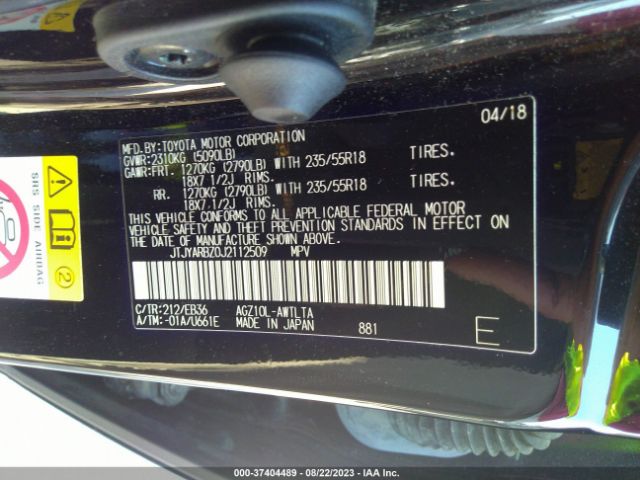 04/18
MFD.BY:TOYOTA MOTOR CORPORATION
GVWR:2310KG (5090LB)
GAWR:FRT. 1270KG (2790LB) WITH 235/55R18 TIRES.
18X7 1/2J RIMS.
RR. 1270KG (2790LB) WITH 235/55R18 TIRES.
18X7 1/2J RIMS.
THIS VEHICLE CONFORMS TO ALL APPLICABLE FEDERAL MOTOR
VEHICLE SAFETY AND THEFT PREVENTION STANDARDS IN EFFECT ON
THE DATE OF MANUFACTURE SHOWN ABOVE.
JTJYARBZ0J2112509 MPV
C/TR:212/EB36 AGZ10L-AWTLTA
A/TM:-01A/U661E MADE IN JAPAN 881
E
SRS SIDE AIRBAG
2
000-37404489 - 08/22/2023 - IAA Inc.